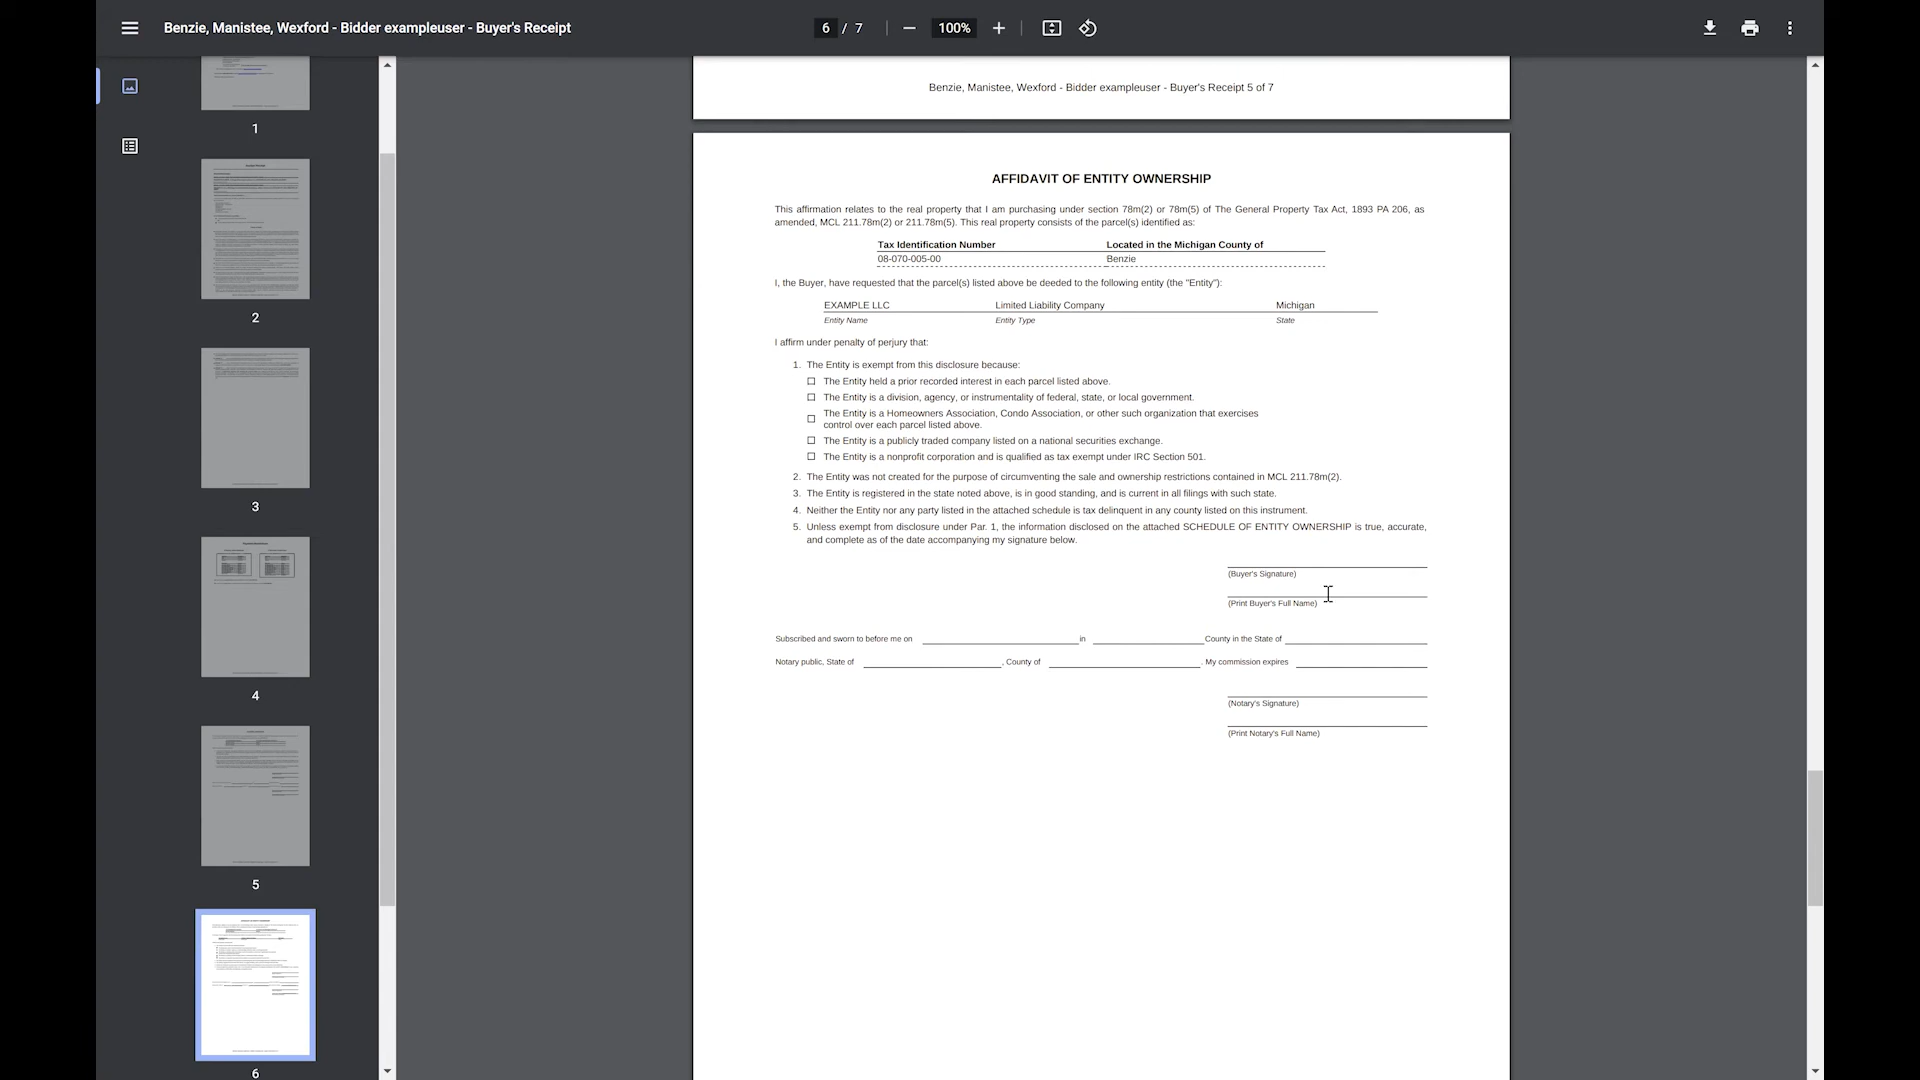 Benzie, Manistee, Wexford - Bidder exampleuser - Buyer's Receipt
6 / 7
100%
1
2
3
4
5
6
Benzie, Manistee, Wexford - Bidder exampleuser - Buyer's Receipt 5 of 7
AFFIDAVIT OF ENTITY OWNERSHIP
This affirmation relates to the real property that I am purchasing under section 78m(2) or 78m(5) of The General Property Tax Act, 1893 PA 206, as
amended, MCL 211.78m(2) or 211.78m(5). This real property consists of the parcel(s) identified as:
Tax Identification Number Located in the Michigan County of
08-070-005-00 Benzie
I, the Buyer, have requested that the parcel(s) listed above be deeded to the following entity (the "Entity"):
EXAMPLE LLC Limited Liability Company Michigan
Entity Name Entity Type State
I affirm under penalty of perjury that:
1. The Entity is exempt from this disclosure because:
☐ The Entity held a prior recorded interest in each parcel listed above.
☐ The Entity is a division, agency, or instrumentality of federal, state, or local government.
☐ The Entity is a Homeowners Association, Condo Association, or other such organization that exercises
control over each parcel listed above.
☐ The Entity is a publicly traded company listed on a national securities exchange.
☐ The Entity is a nonprofit corporation and is qualified as tax exempt under IRC Section 501.
2. The Entity was not created for the purpose of circumventing the sale and ownership restrictions contained in MCL 211.78m(2).
3. The Entity is registered in the state noted above, is in good standing, and is current in all filings with such state.
4. Neither the Entity nor any party listed in the attached schedule is tax delinquent in any county listed on this instrument.
5. Unless exempt from disclosure under Par. 1, the information disclosed on the attached SCHEDULE OF ENTITY OWNERSHIP is true, accurate,
and complete as of the date accompanying my signature below.
(Buyer's Signature)
(Print Buyer's Full Name)
Subscribed and sworn to before me on in County in the State of
Notary public, State of , County of . My commission expires
(Notary's Signature)
(Print Notary's Full Name)